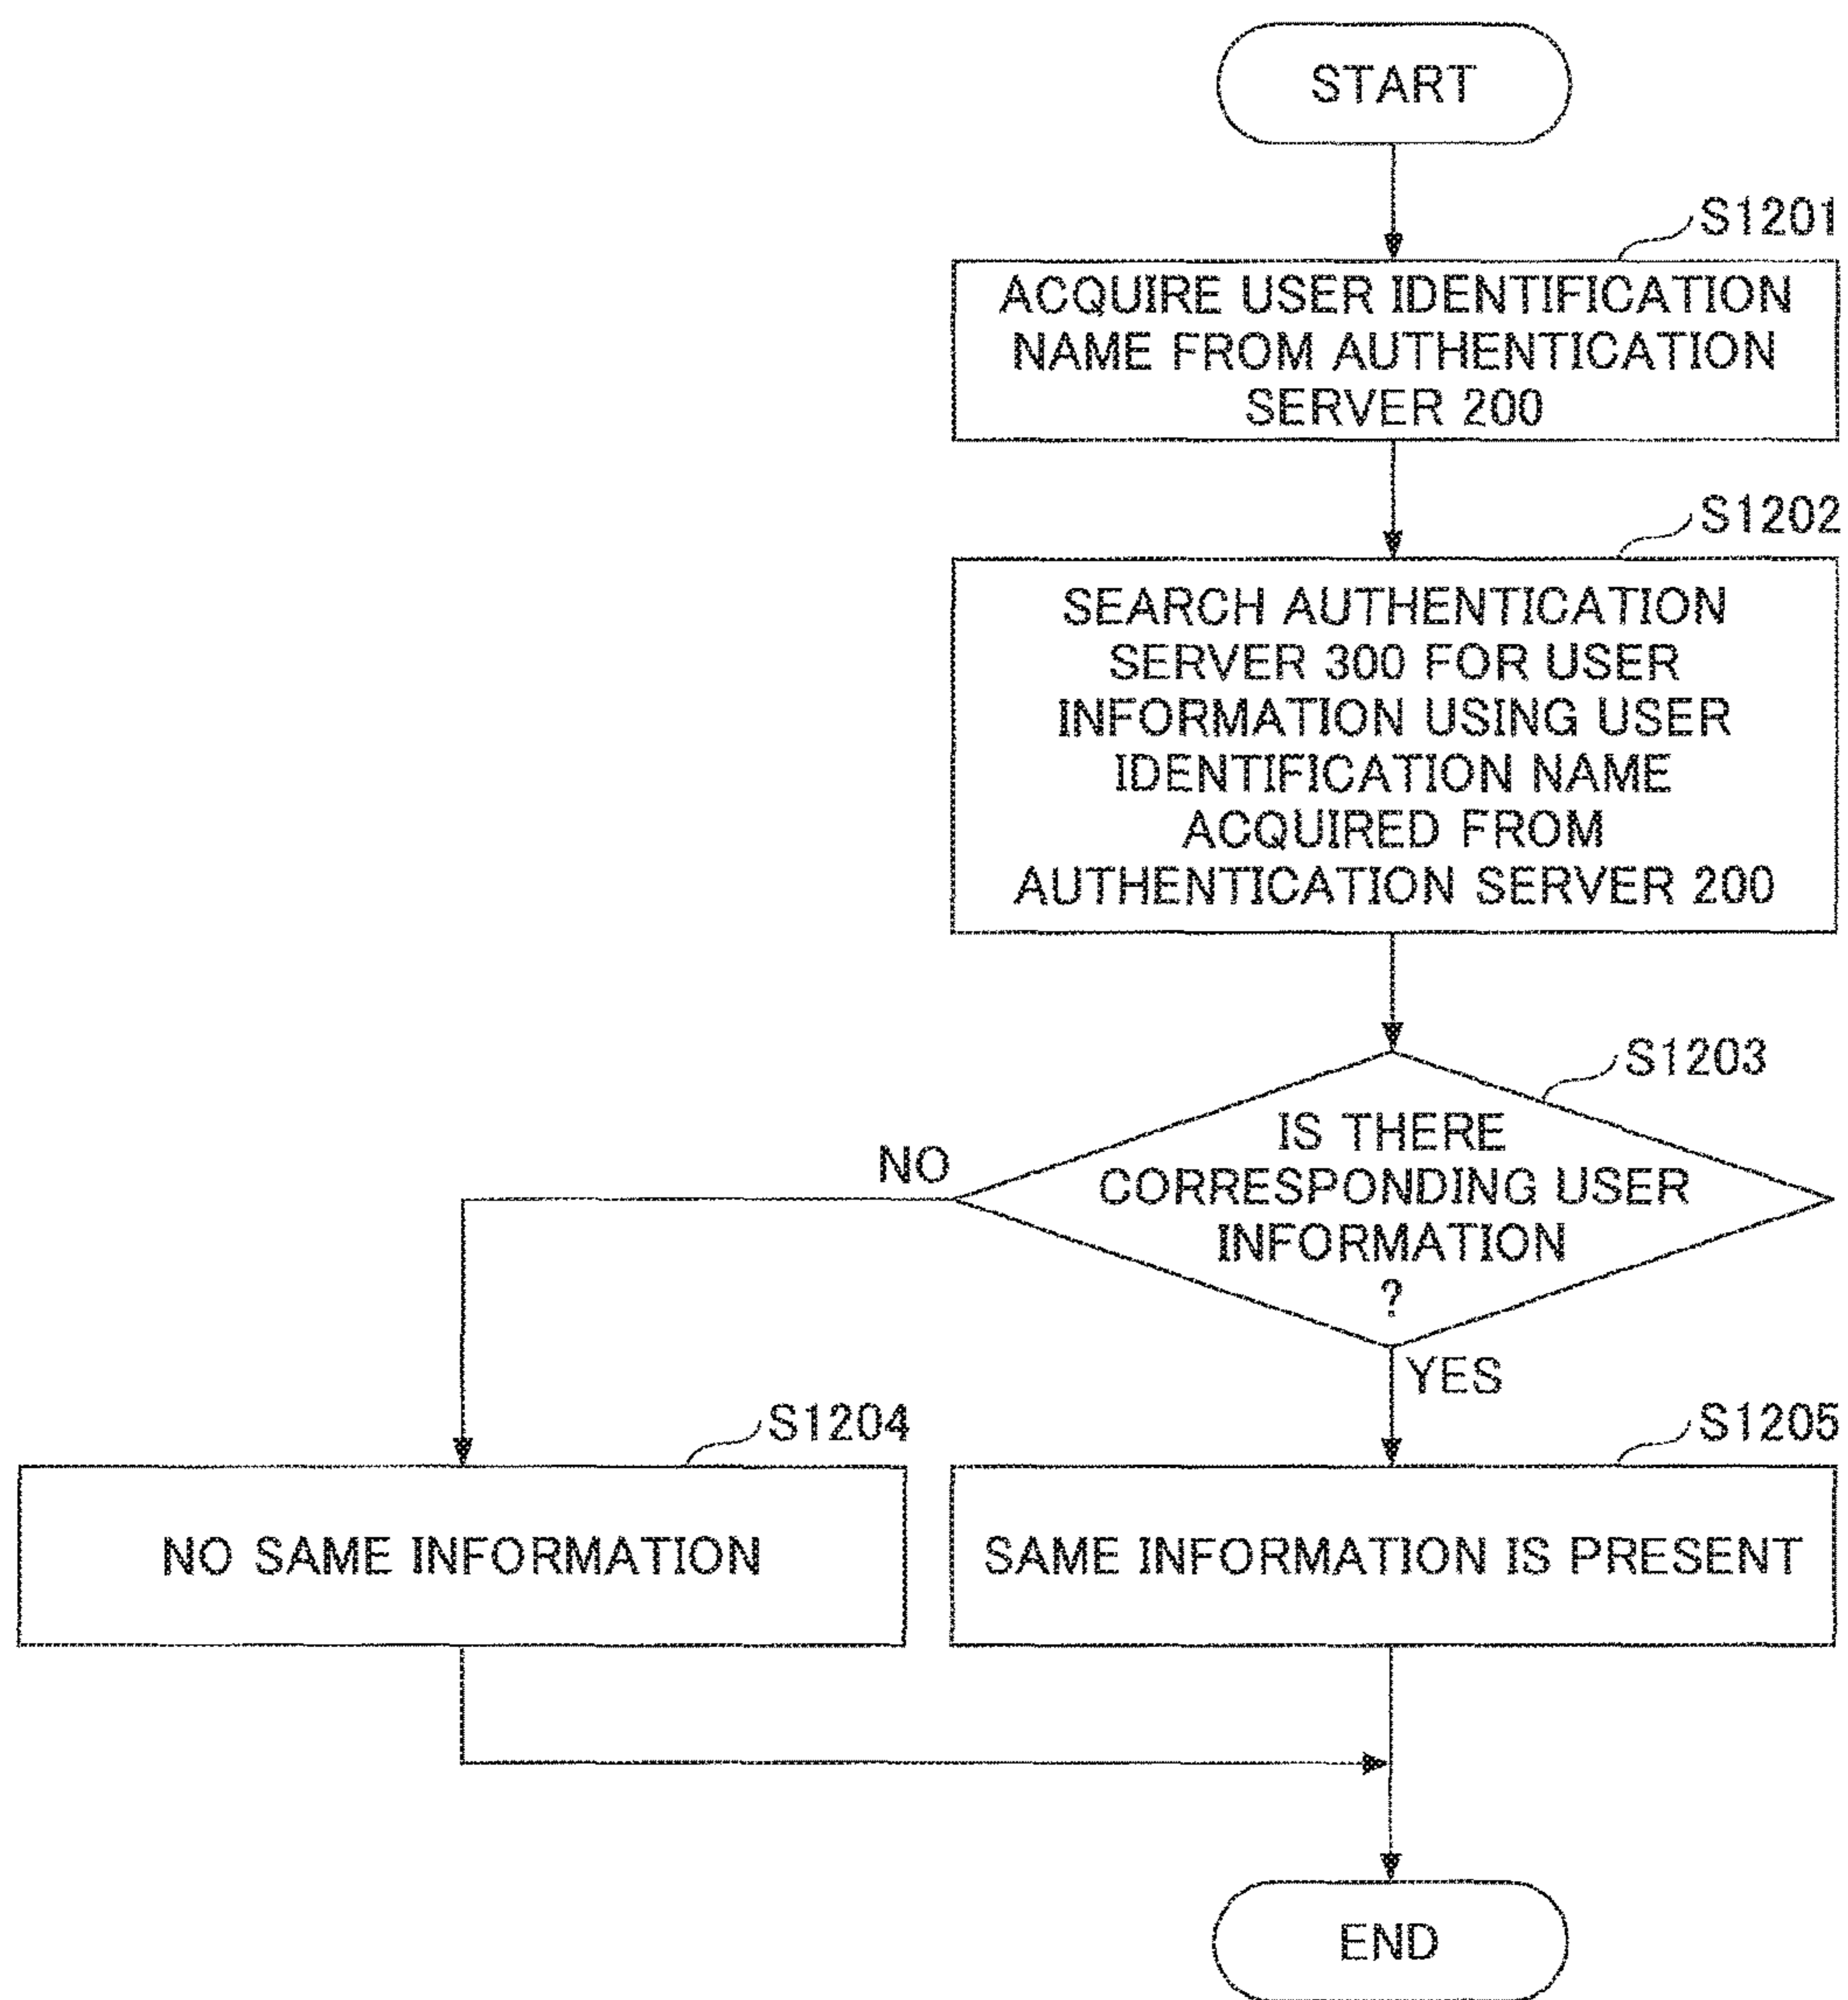 START
S1201
ACQUIRE USER IDENTIFICATION
NAME FROM AUTHENTICATION
SERVER 200
S1202
SEARCH AUTHENTICATION
SERVER 300 FOR USER
INFORMATION USING USER
IDENTIFICATION NAME
ACQUIRED FROM
AUTHENTICATION SERVER 200
S1203
IS THERE
CORRESPONDING USER
INFORMATION
?
NO
YES
S1204
NO SAME INFORMATION
S1205
SAME INFORMATION IS PRESENT
END